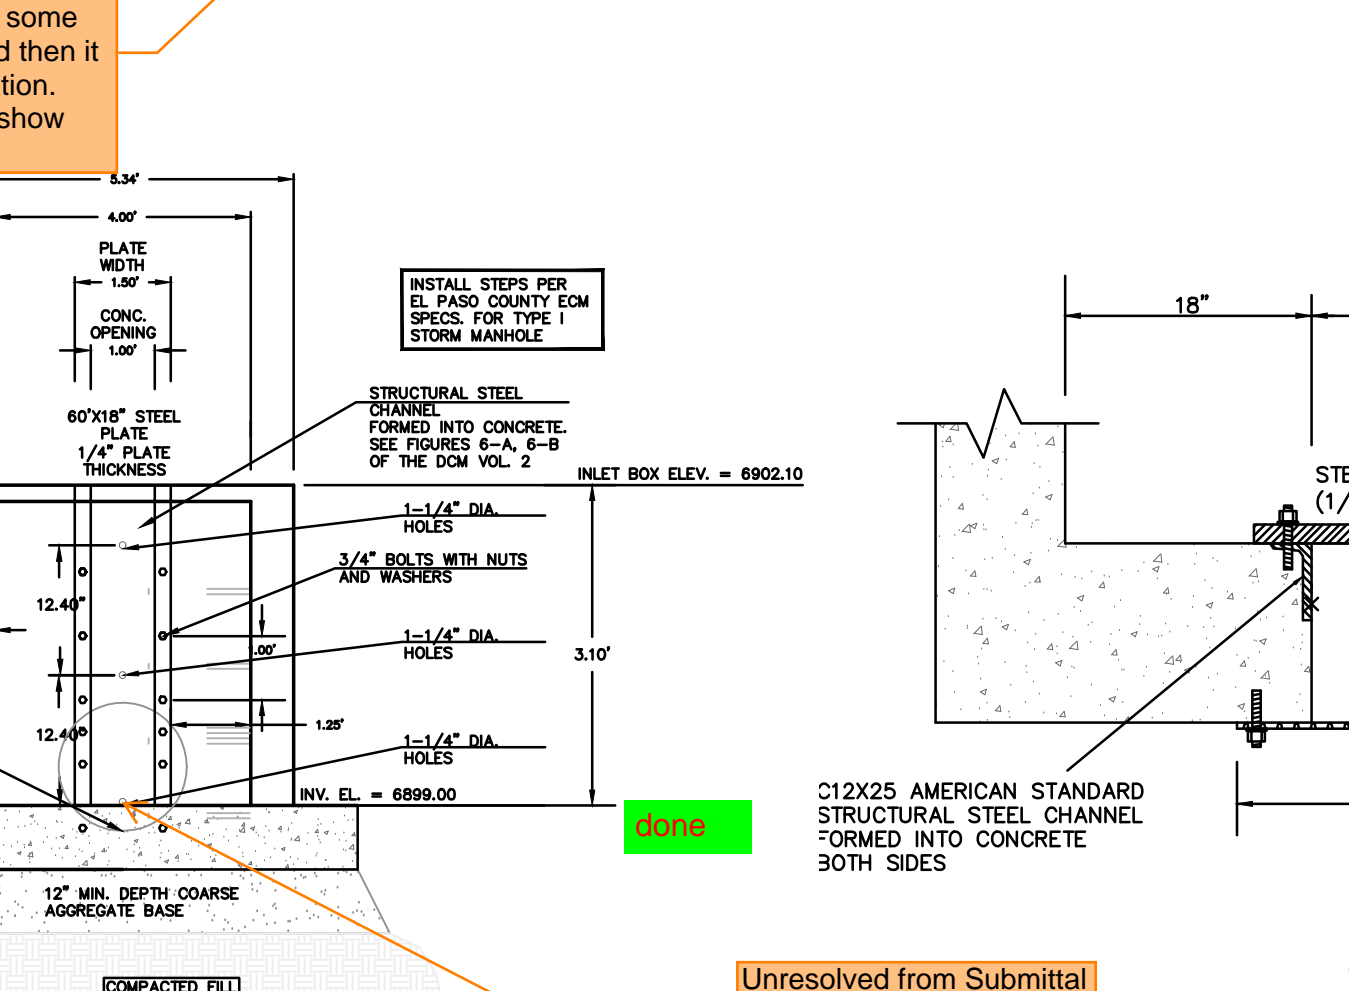 some
d then it
tion.
show
5.34'
4.00'
PLATE
WIDTH
1.50'
CONC.
OPENING
1.00'
60'X18" STEEL
PLATE
1/4" PLATE
THICKNESS
INSTALL STEPS PER
EL PASO COUNTY ECM
SPECS. FOR TYPE I
STORM MANHOLE
STRUCTURAL STEEL
CHANNEL
FORMED INTO CONCRETE.
SEE FIGURES 6-A, 6-B
OF THE DCM VOL. 2
INLET BOX ELEV. = 6902.10
1-1/4" DIA.
HOLES
3/4" BOLTS WITH NUTS
AND WASHERS
12.40"
1-1/4" DIA.
HOLES
.00'
3.10'
1.25'
12.40"
1-1/4" DIA.
HOLES
INV. EL. = 6899.00
done
12" MIN. DEPTH COARSE
AGGREGATE BASE
COMPACTED FILL
18"
STE
(1/
C12X25 AMERICAN STANDARD
STRUCTURAL STEEL CHANNEL
FORMED INTO CONCRETE
BOTH SIDES
Unresolved from Submittal